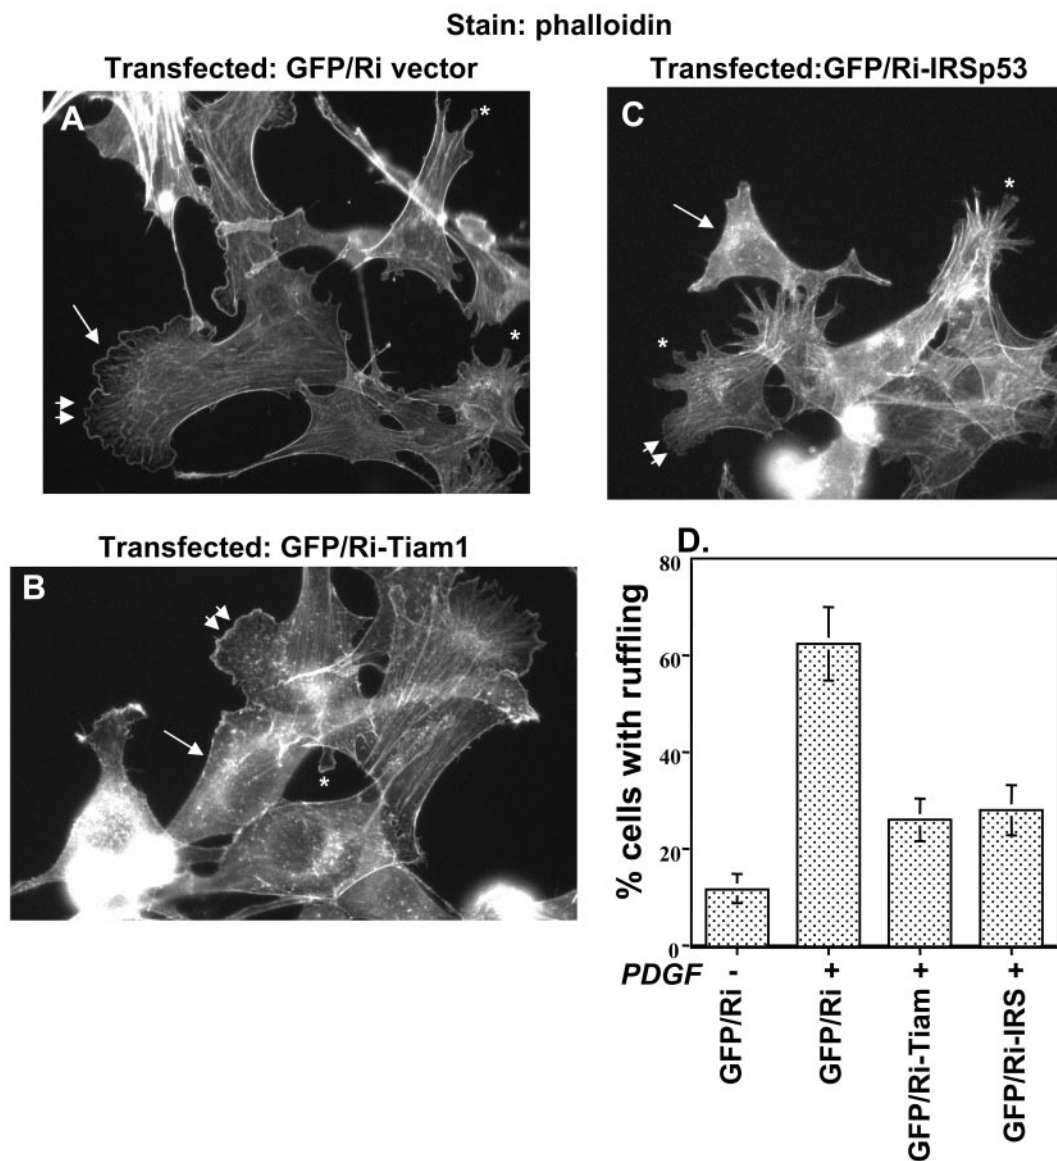 Stain: phalloidin
Transfected: GFP/Ri vector
Transfected:GFP/Ri-IRSp53
A
*
*
C
*
*
Transfected: GFP/Ri-Tiam1
B
*
D.
% cells with ruffling
80
60
40
20
0
PDGF - + + +
GFP/Ri
GFP/Ri
GFP/Ri-Tiam
GFP/Ri-IRS